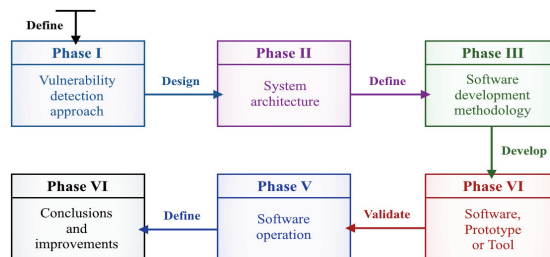 Define
Phase I
Vulnerability
detection
approach
Design
Phase II
System
architecture
Define
Phase III
Software
development
methodology
Develop
Phase VI
Software,
Prototype
or Tool
Validate
Phase V
Software
operation
Define
Phase VI
Conclusions
and
improvements